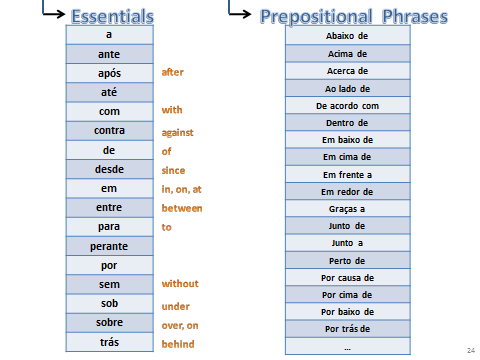 Essentials
a
ante
após after
até
com with
contra against
de of
desde since
em in, on, at
entre between
para to
perante
por
sem without
sob under
sobre over, on
trás behind
Prepositional Phrases
Abaixo de
Acima de
Acerca de
Ao lado de
De acordo com
Dentro de
Em baixo de
Em cima de
Em frente a
Em redor de
Graças a
Junto de
Junto a
Perto de
Por causa de
Por cima de
Por baixo de
Por trás de
...
24